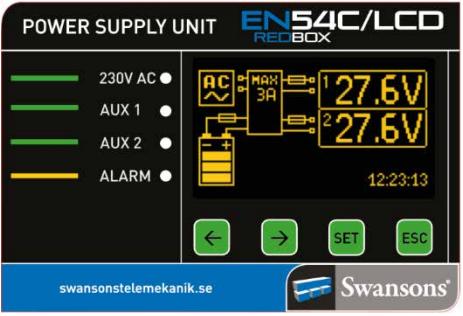 POWER SUPPLY UNIT EN54C/LCD
REDBOX
230V AC
AUX 1
AUX 2
ALARM
AC
MAX
3A
1 27.6V
2 27.6V
- +
12:23:13
← → SET ESC
swansonstelemekanik.se
Swansons®